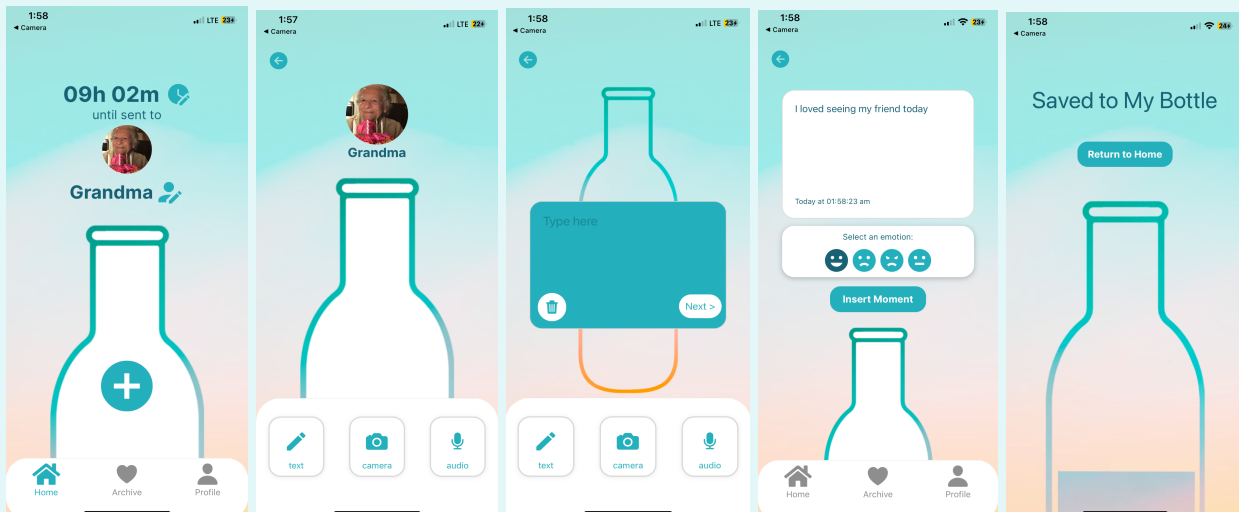 1:58
LTE 23
◀ Camera
09h 02m
until sent to
Grandma
Home
Archive
Profile
1:57
LTE 22
◀ Camera
Grandma
text
camera
audio
1:58
LTE 23
◀ Camera
Type here
Next >
text
camera
audio
1:58
23
◀ Camera
I loved seeing my friend today
Today at 01:58:23 am
Select an emotion:
Insert Moment
Home
Archive
Profile
1:58
24
◀ Camera
Saved to My Bottle
Return to Home